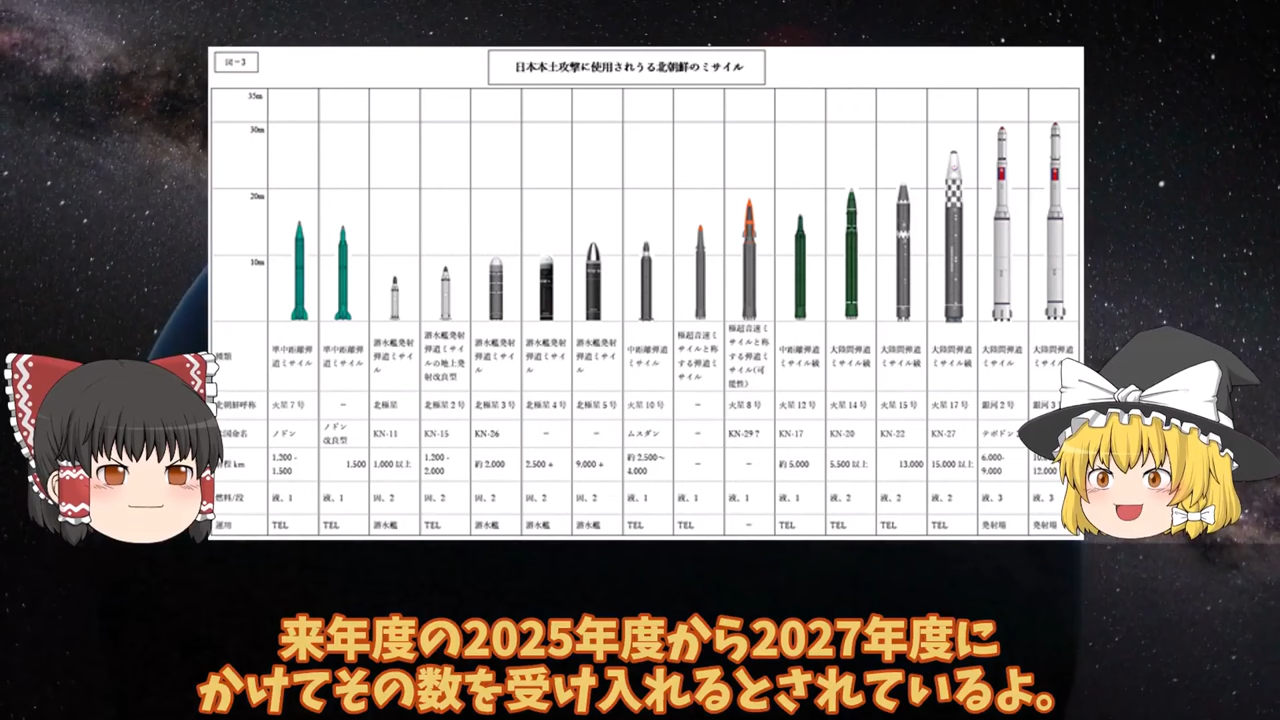 図-3
日本本土攻撃に使用されうる北朝鮮のミサイル
35m
30m
20m
10m
種類 準中距離弾道ミサイル 準中距離弾道ミサイル 潜水艦発射弾道ミサイル 潜水艦発射弾道ミサイルの地上発射改良型 潜水艦発射弾道ミサイル 潜水艦発射弾道ミサイル 潜水艦発射弾道ミサイル 中距離弾道ミサイル 極超音速ミサイルと称する弾道ミサイル 極超音速ミサイルと称する弾道ミサイル(可能性) 中距離弾道ミサイル級 大陸間弾道ミサイル級 大陸間弾道ミサイル級 大陸間弾道ミサイル級 大陸間弾道ミサイル 大陸間弾道ミサイル
北朝鮮呼称 火星7号 － 北極星 北極星2号 北極星3号 北極星4号 北極星5号 火星10号 － 火星8号 火星12号 火星14号 火星15号 火星17号 銀河2号 銀河3
国命名 ノドン ノドン改良型 KN-11 KN-15 KN-26 － － ムスダン － KN-29? KN-17 KN-20 KN-22 KN-27 テポドン
km 1,200 - 1.500 1,500 1,000以上 1,200 - 2,000 約2,000 2,500 + 9,000 + 約2,500～4,000 － － 約5,000 5,500以上 13,000 15,000以上 6,000- 9,000 12,000
燃料/段 液、1 液、1 固、2 固、2 固、2 固、2 固、2 液、1 液、1 液、1 液、1 液、2 液、2 液、2 液、3 液、3
運用 TEL TEL 潜水艦 TEL 潜水艦 潜水艦 潜水艦 TEL TEL － TEL TEL TEL TEL 発射場 発射場
来年度の2025年度から2027年度に
かけてその数を受け入れるとされているよ。